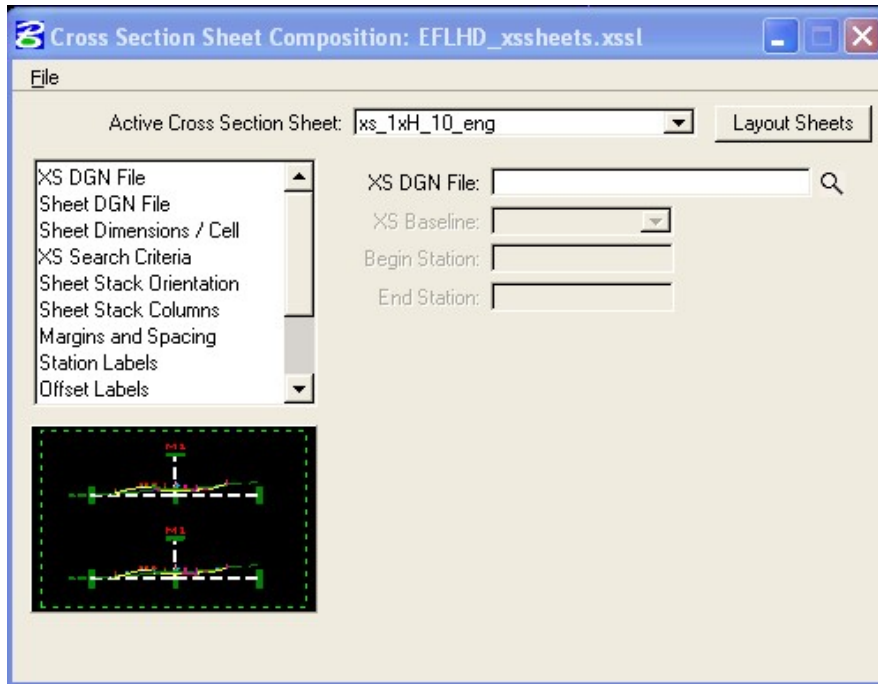 Cross Section Sheet Composition: EFLHD_xssheets.xssl
File
Active Cross Section Sheet: xs_1xH_10_eng Layout Sheets
XS DGN File
Sheet DGN File
Sheet Dimensions / Cell
XS Search Criteria
Sheet Stack Orientation
Sheet Stack Columns
Margins and Spacing
Station Labels
Offset Labels
XS DGN File:
XS Baseline:
Begin Station:
End Station:
M1
M1